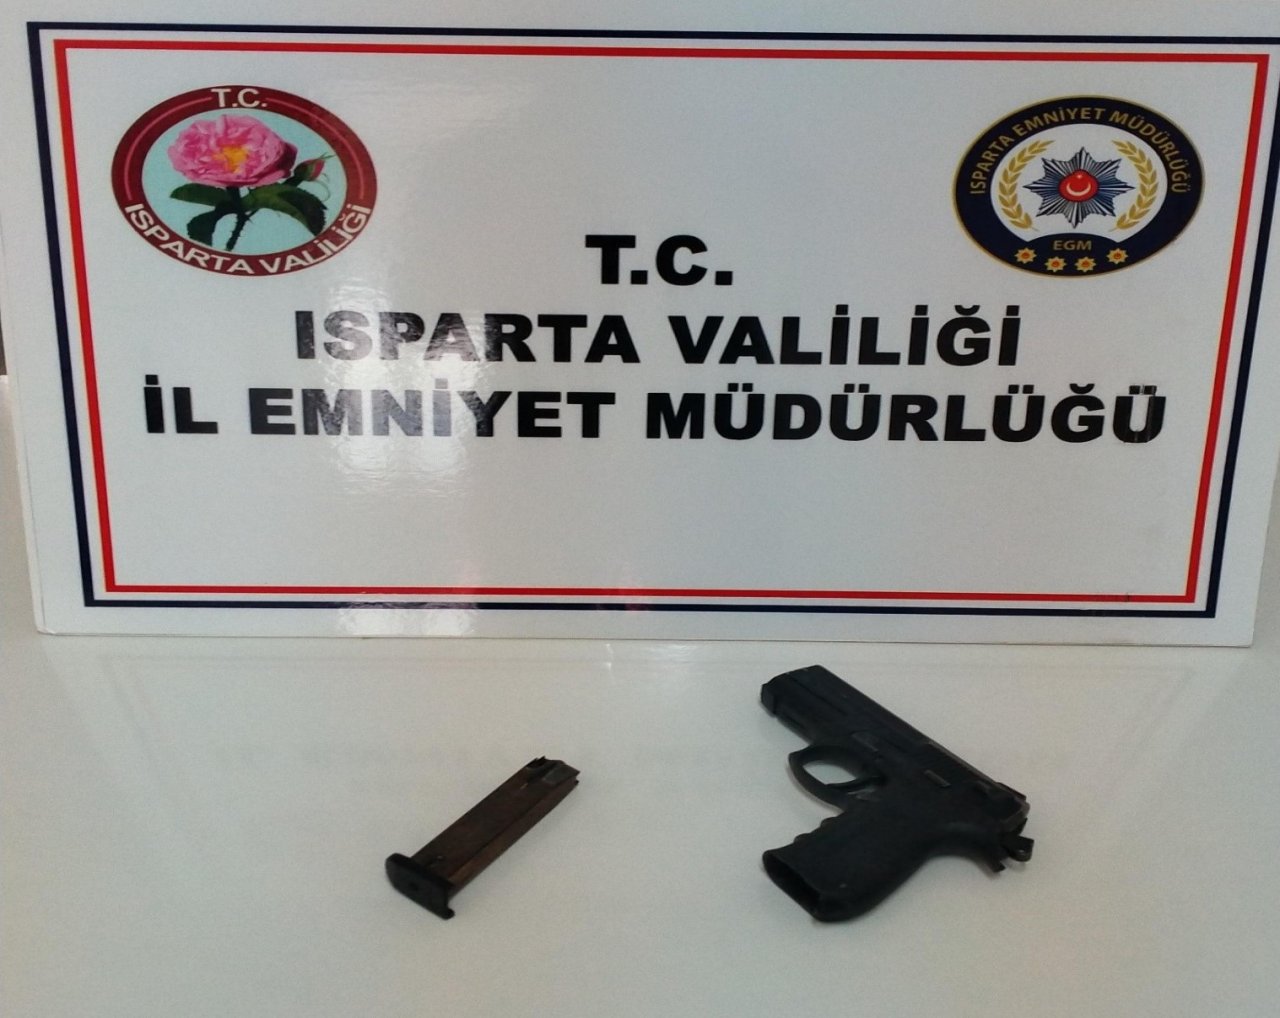 T.C.
ISPARTA VALİLİĞİ
ISPARTA EMNİYET MÜDÜRLÜĞÜ
EGM
T.C.
ISPARTA VALİLİĞİ
İL EMNİYET MÜDÜRLÜĞÜ